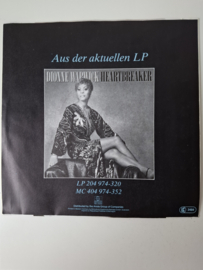 Aus der aktuellen LP
DIONNE WARWICK HEARTBREAKER
LP 204 974-320
MC 404 974-352